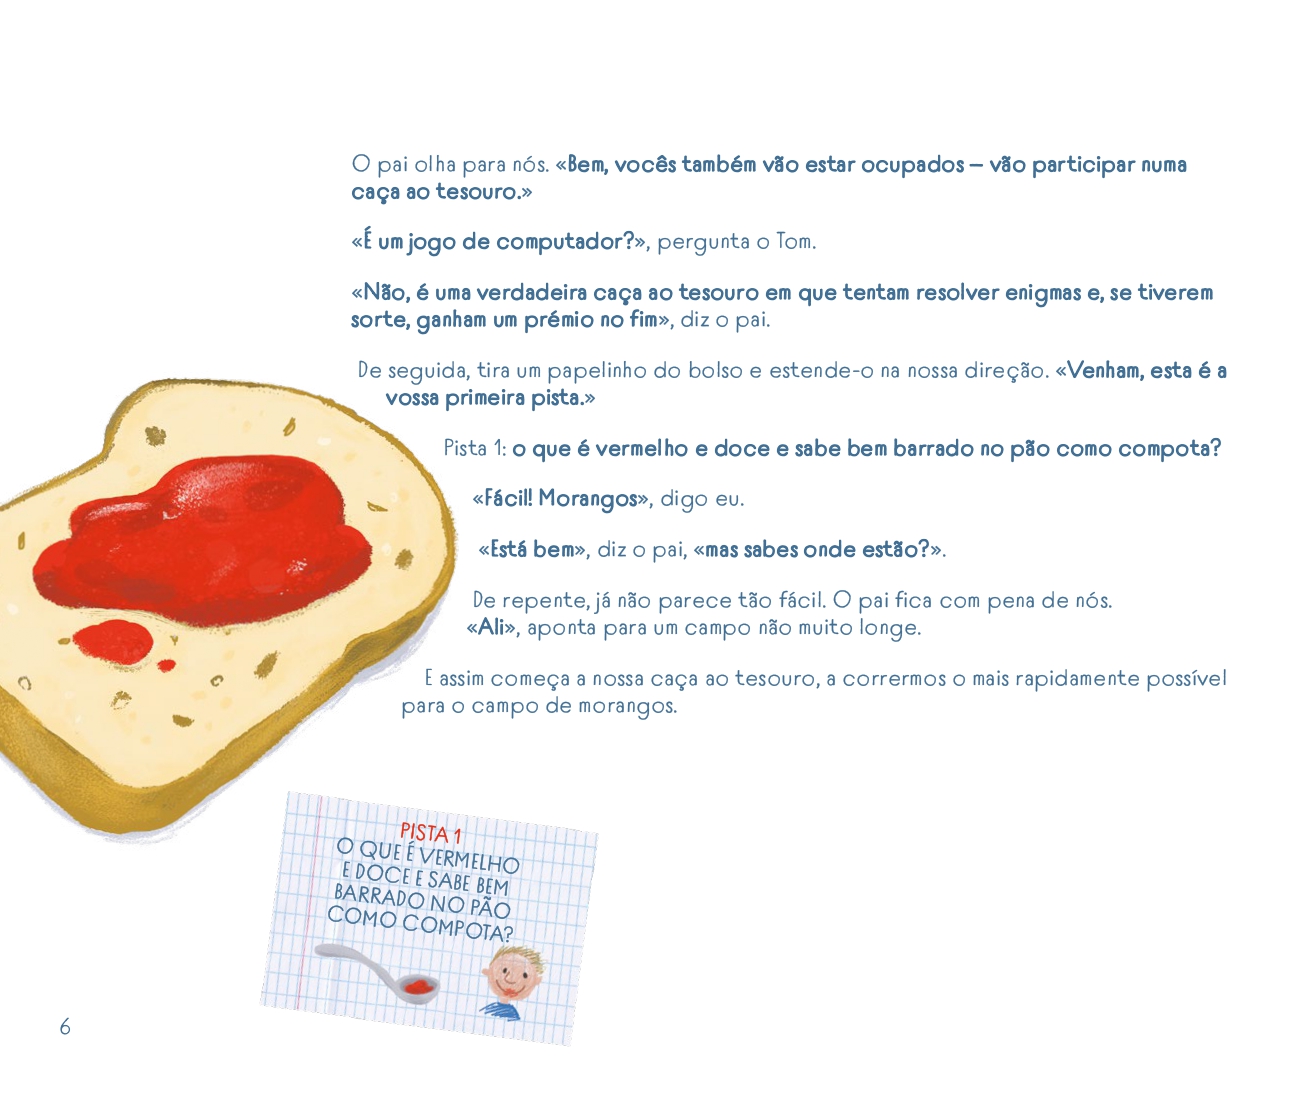 O pai olha para nós. «Bem, vocês também vão estar ocupados – vão participar numa
caça ao tesouro.»
«É um jogo de computador?», pergunta o Tom.
«Não, é uma verdadeira caça ao tesouro em que tentam resolver enigmas e, se tiverem
sorte, ganham um prémio no fim», diz o pai.
De seguida, tira um papelinho do bolso e estende-o na nossa direção. «Venham, esta é a
vossa primeira pista.»
Pista 1: o que é vermelho e doce e sabe bem barrado no pão como compota?
«Fácil! Morangos», digo eu.
«Está bem», diz o pai, «mas sabes onde estão?».
De repente, já não parece tão fácil. O pai fica com pena de nós.
«Ali», aponta para um campo não muito longe.
E assim começa a nossa caça ao tesouro, a corrermos o mais rapidamente possível
para o campo de morangos.
PISTA 1
O QUE É VERMELHO
E DOCE E SABE BEM
BARRADO NO PÃO
COMO COMPOTA?
6